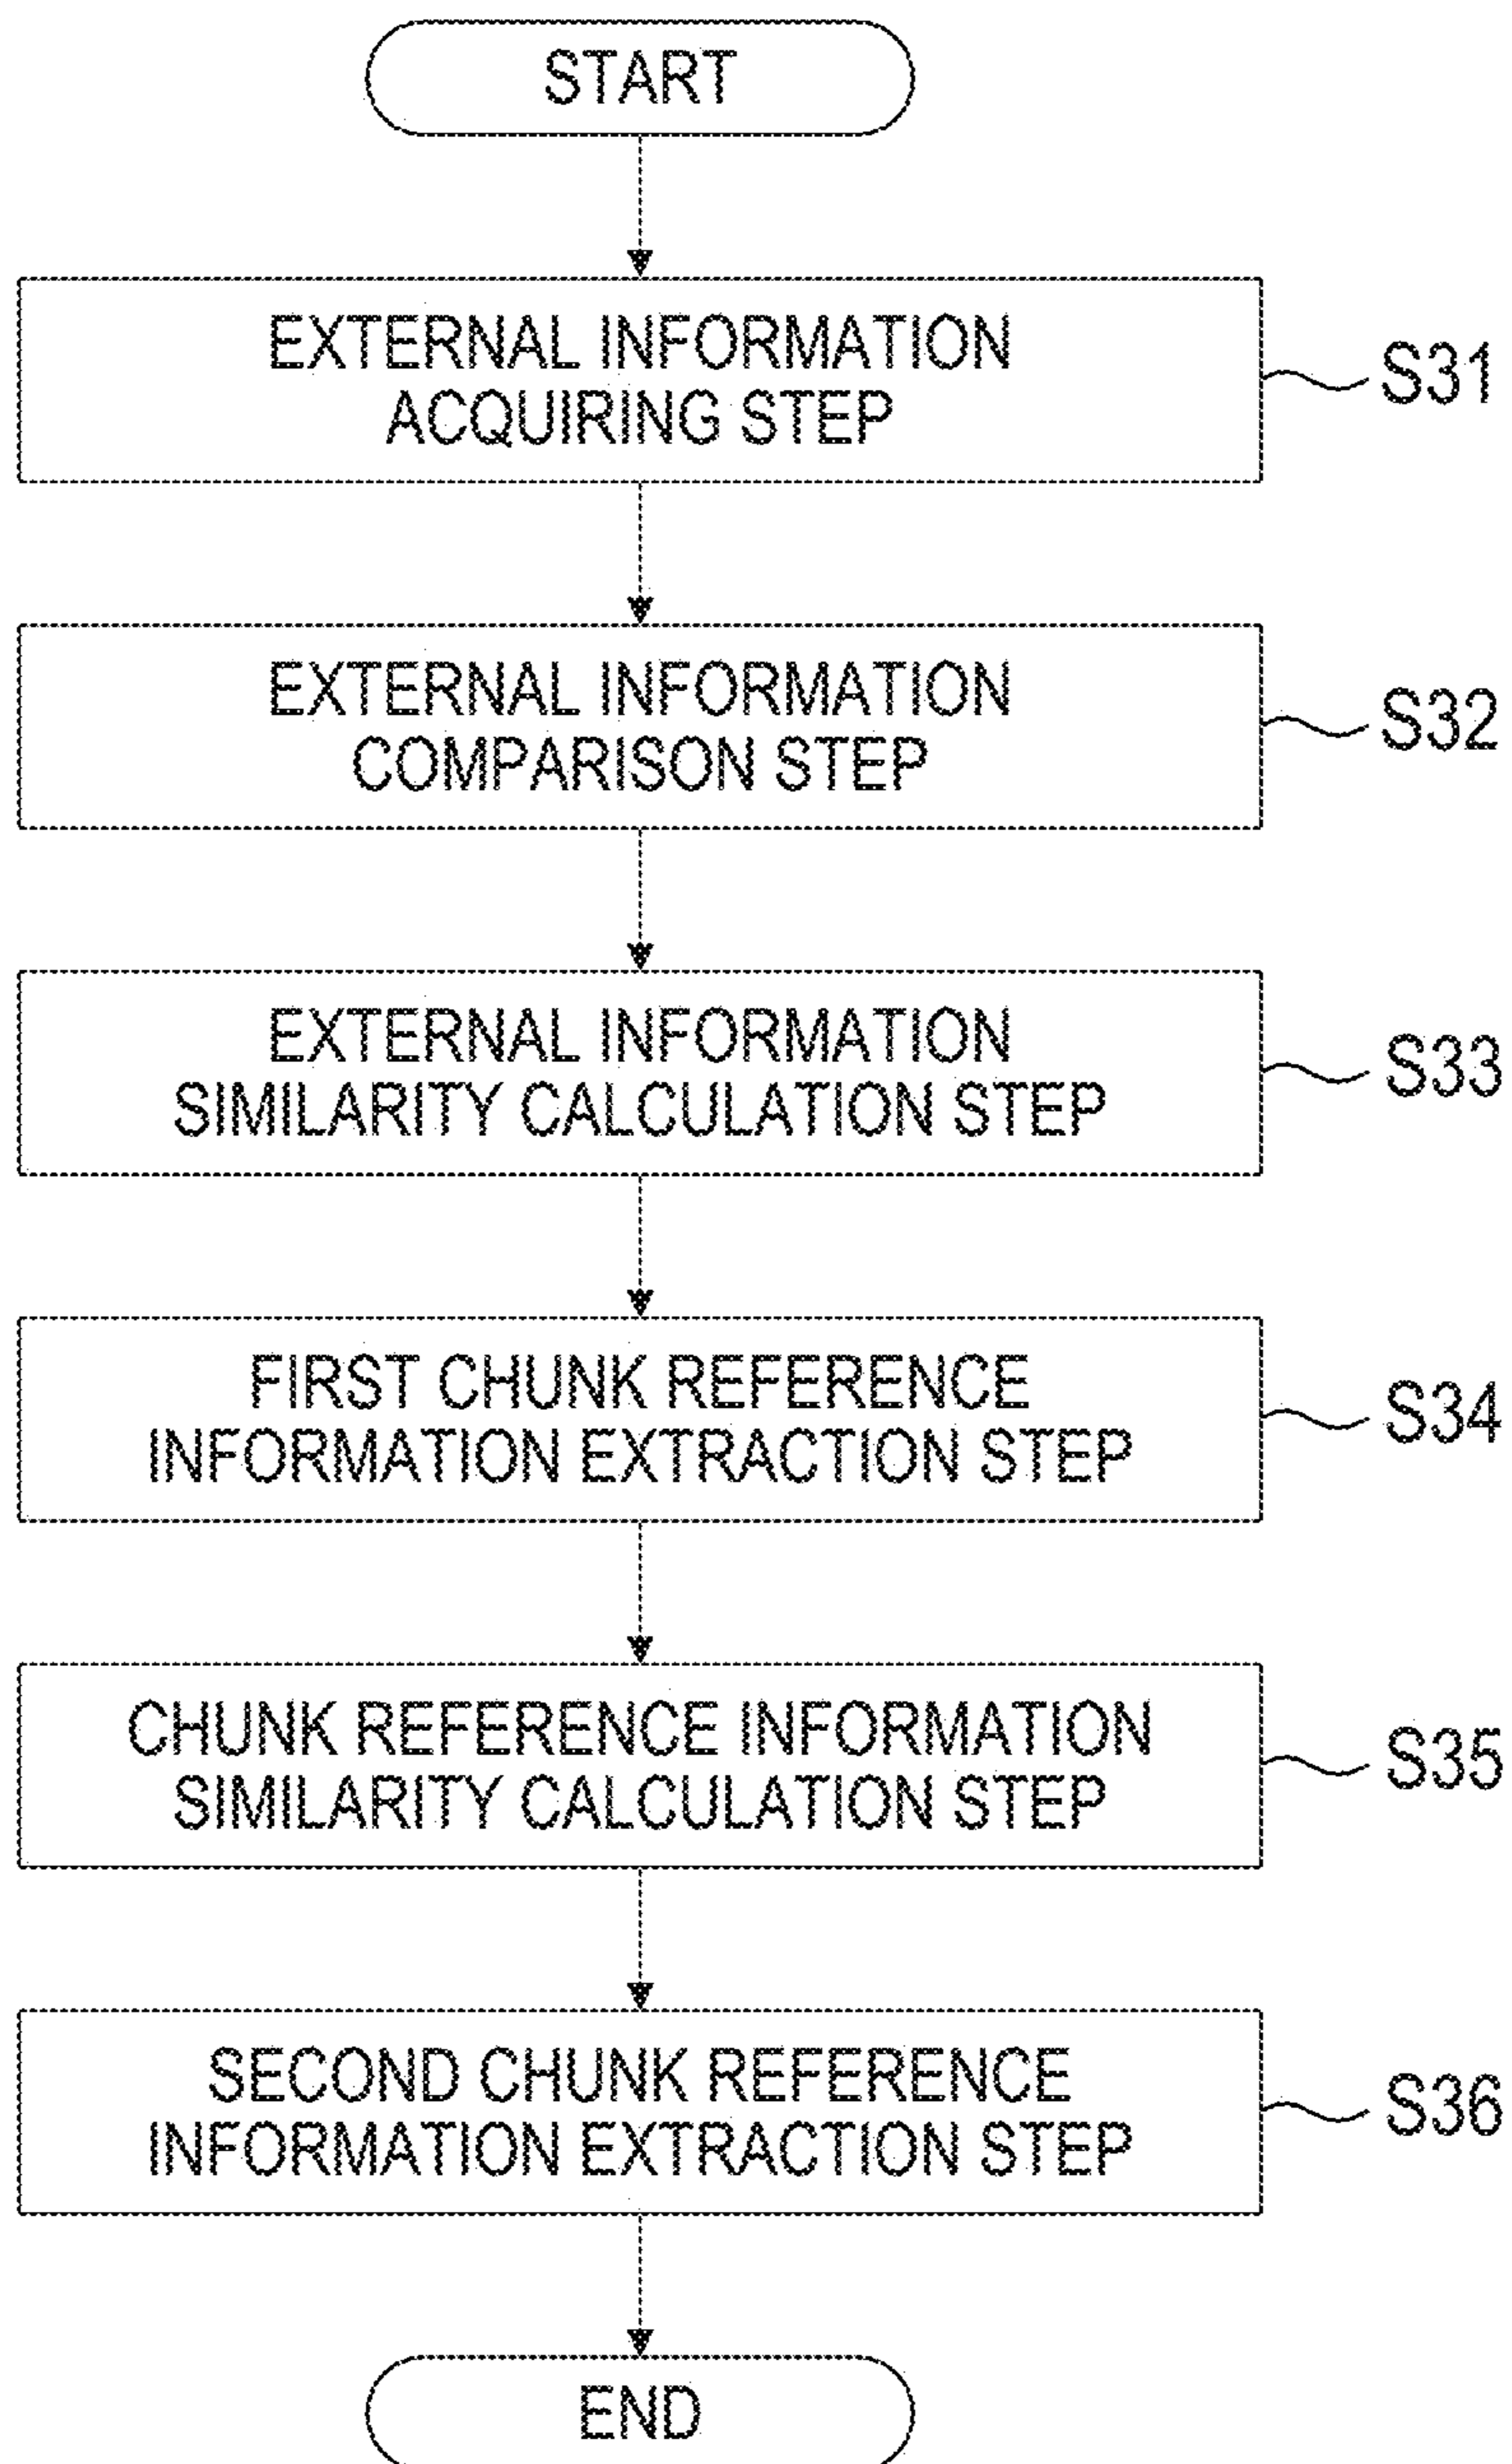 START
EXTERNAL INFORMATION
ACQUIRING STEP
S31
EXTERNAL INFORMATION
COMPARISON STEP
S32
EXTERNAL INFORMATION
SIMILARITY CALCULATION STEP
S33
FIRST CHUNK REFERENCE
INFORMATION EXTRACTION STEP
S34
CHUNK REFERENCE INFORMATION
SIMILARITY CALCULATION STEP
S35
SECOND CHUNK REFERENCE
INFORMATION EXTRACTION STEP
S36
END